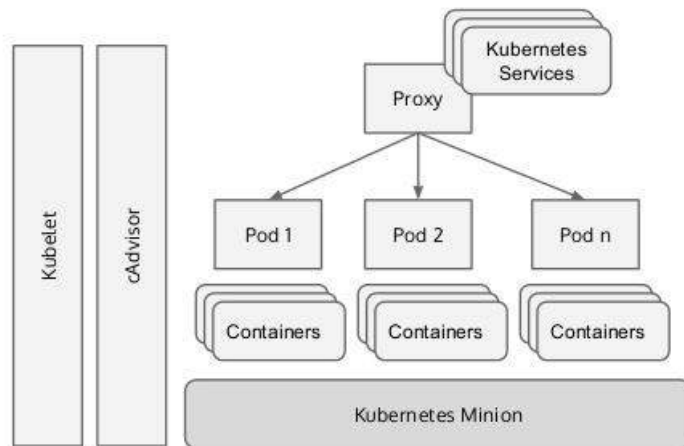 Kubernetes
Services
Proxy
Kubelet
cAdvisor
Pod 1
Pod 2
Pod n
Containers
Containers
Containers
Kubernetes Minion